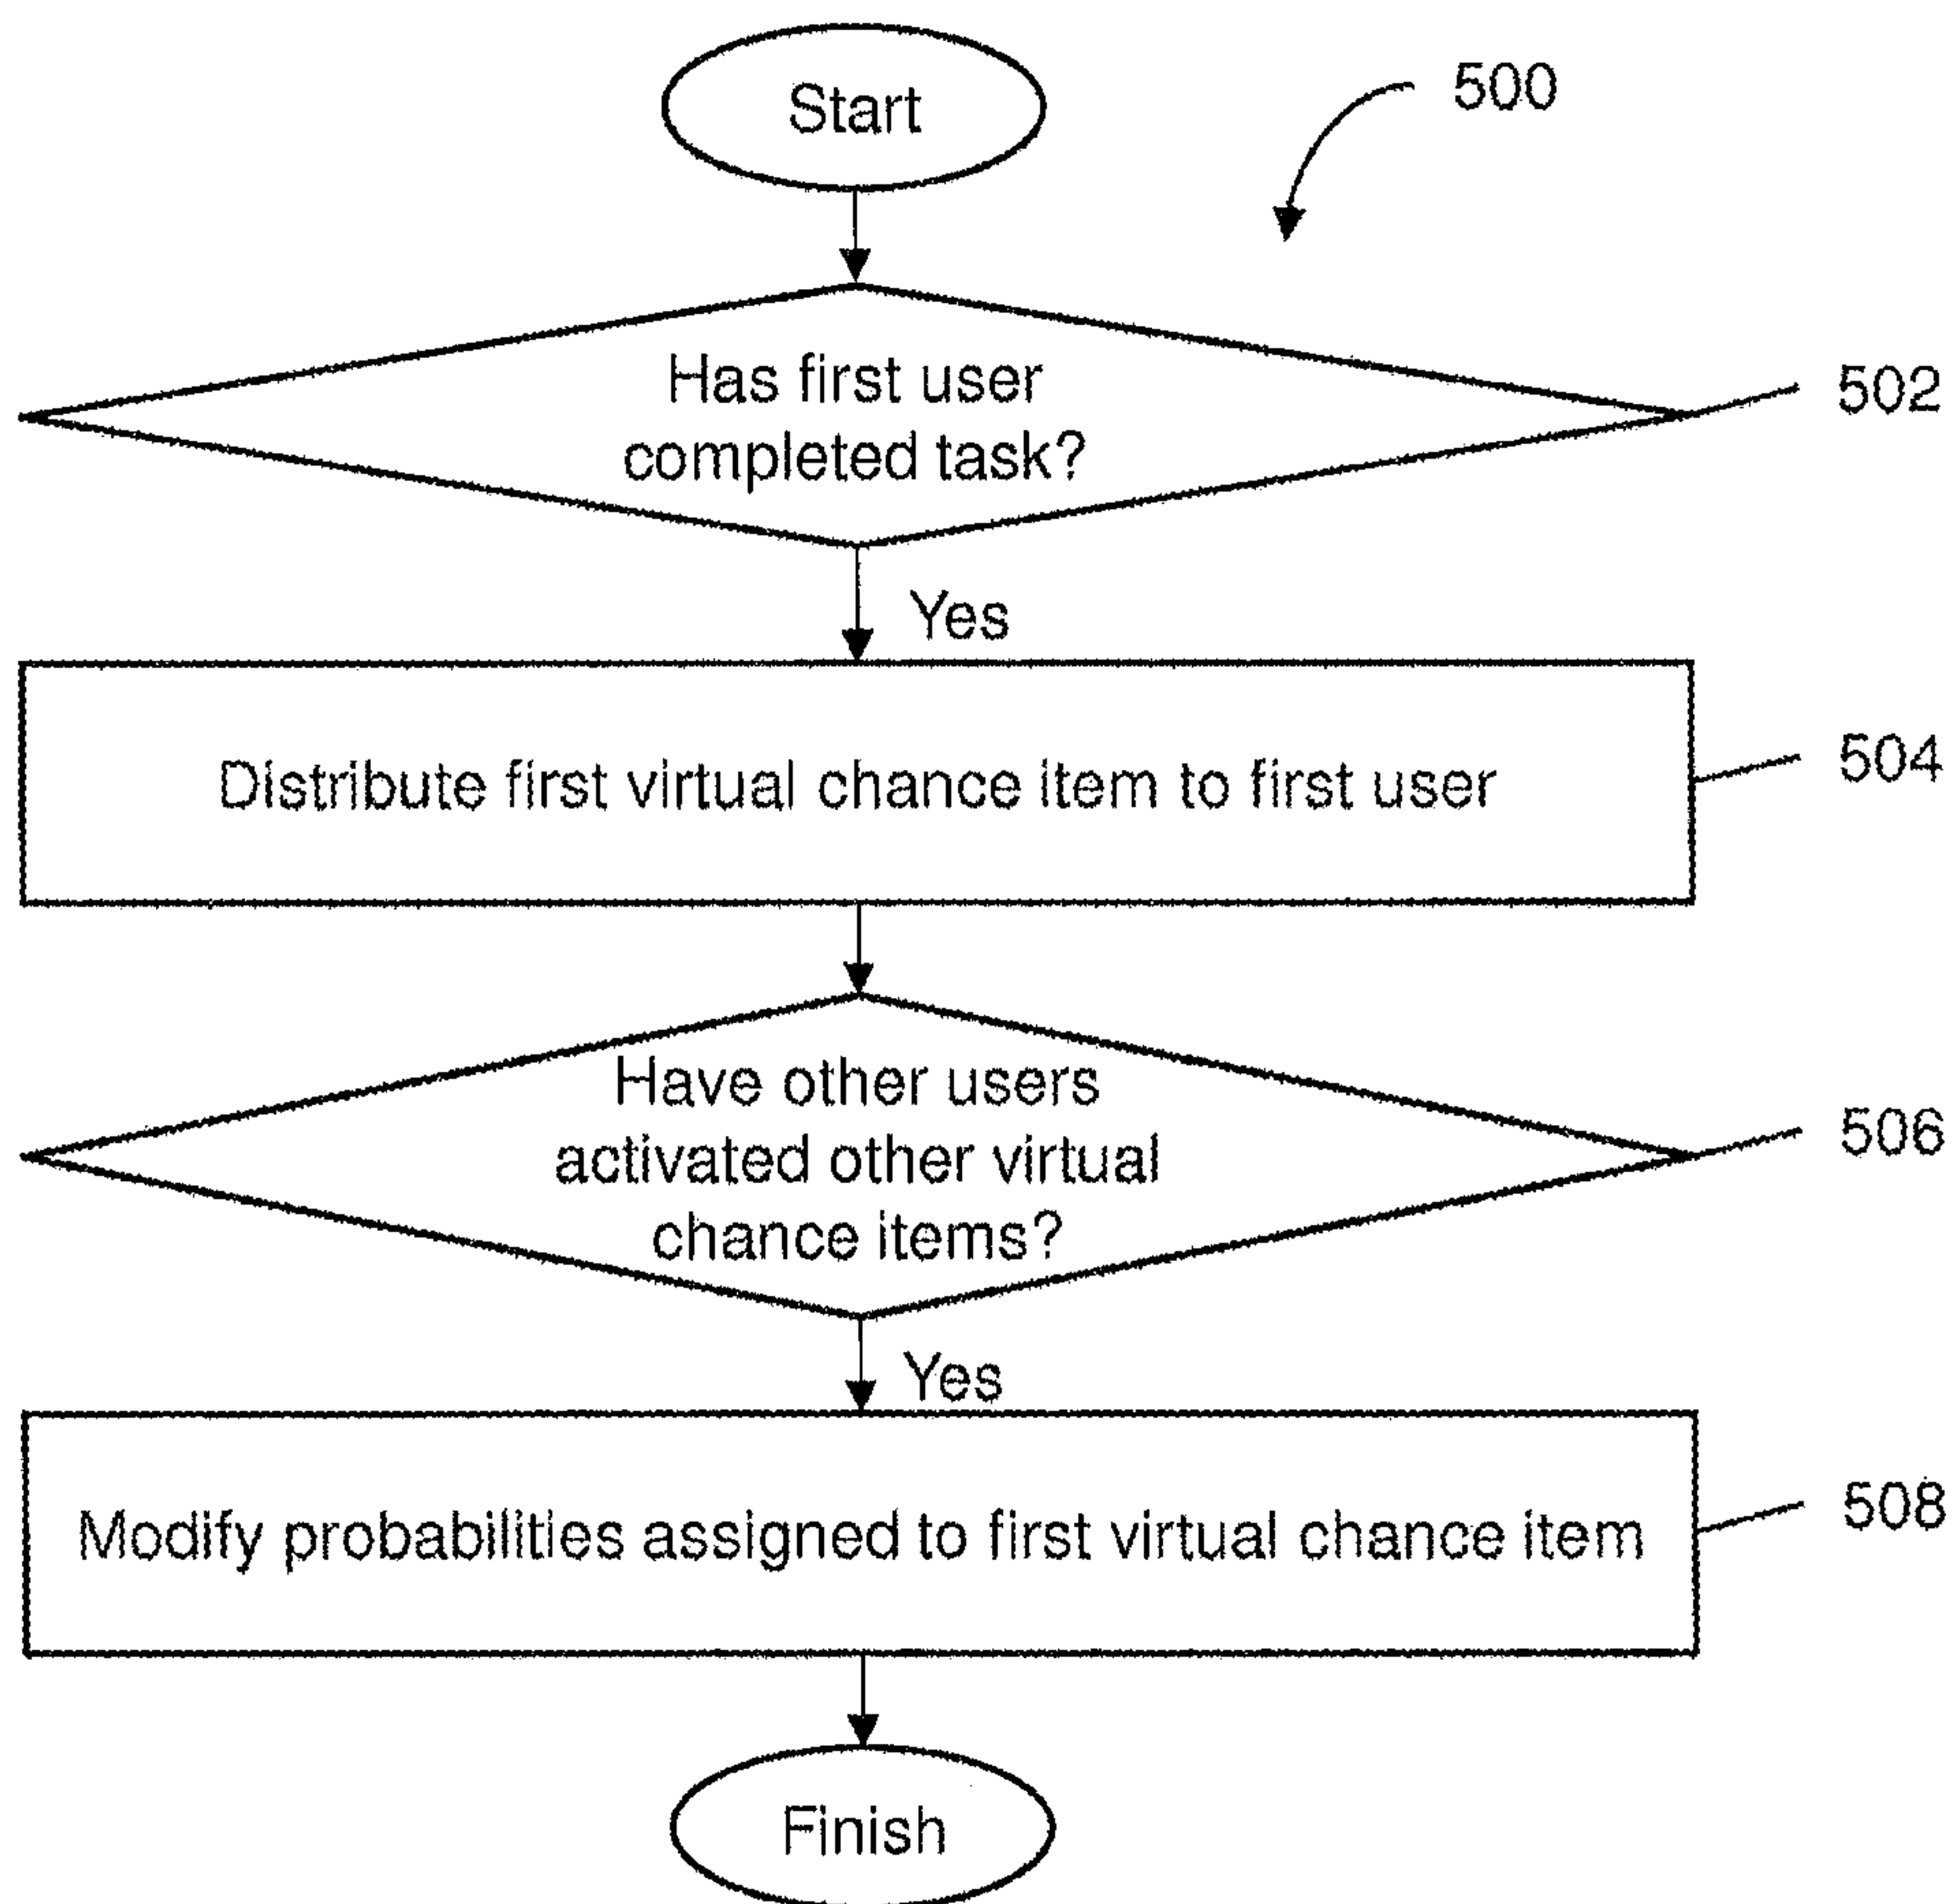 Start
500
Has first user
completed task?
502
Yes
Distribute first virtual chance item to first user
504
Have other users
activated other virtual
chance items?
506
Yes
Modify probabilities assigned to first virtual chance item
508
Finish